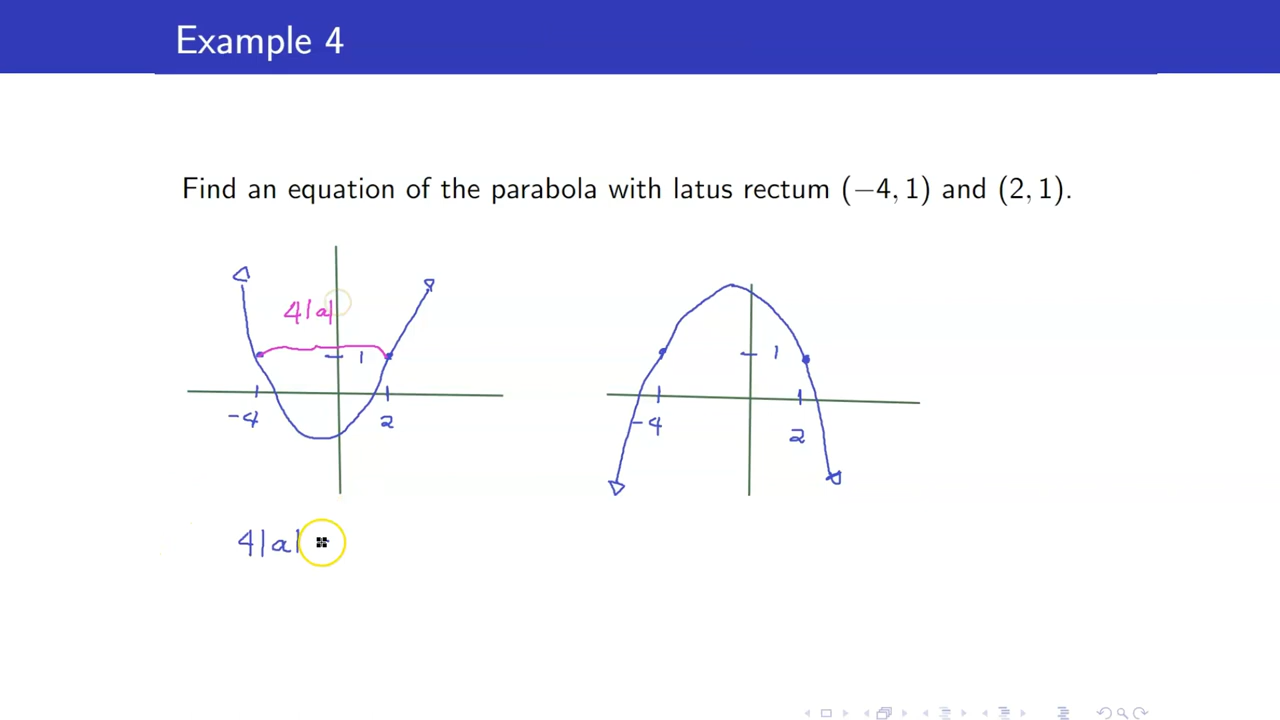 Example 4
Find an equation of the parabola with latus rectum (−4, 1) and (2, 1).
4|a|
1
1
-4
2
-4
2
4|a|